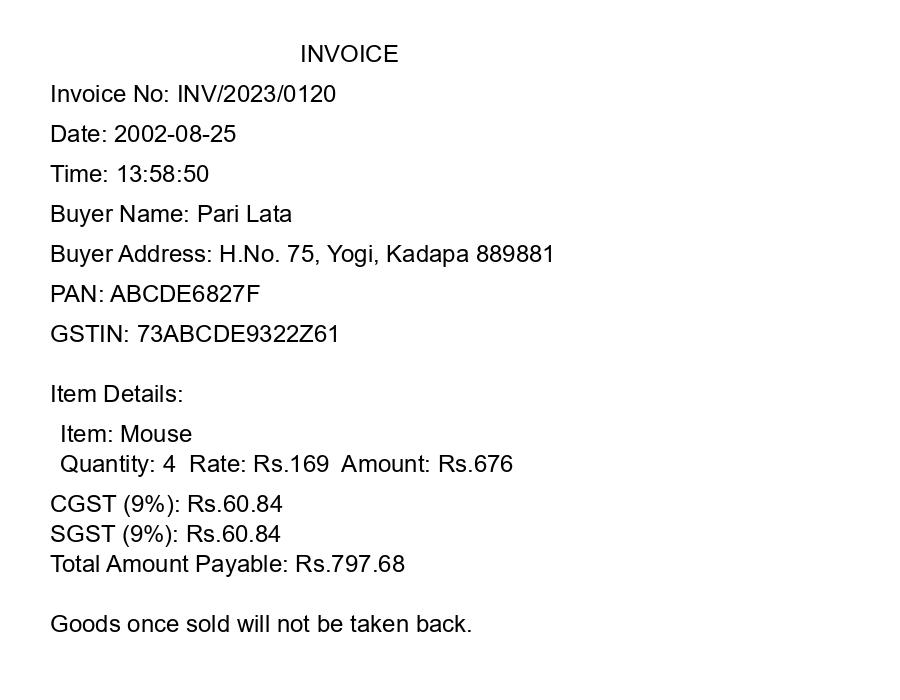 INVOICE
Invoice No: INV/2023/0120
Date: 2002-08-25
Time: 13:58:50
Buyer Name: Pari Lata
Buyer Address: H.No. 75, Yogi, Kadapa 889881
PAN: ABCDE6827F
GSTIN: 73ABCDE9322Z61
Item Details:
Item: Mouse
Quantity: 4  Rate: Rs.169  Amount: Rs.676
CGST (9%): Rs.60.84
SGST (9%): Rs.60.84
Total Amount Payable: Rs.797.68
Goods once sold will not be taken back.